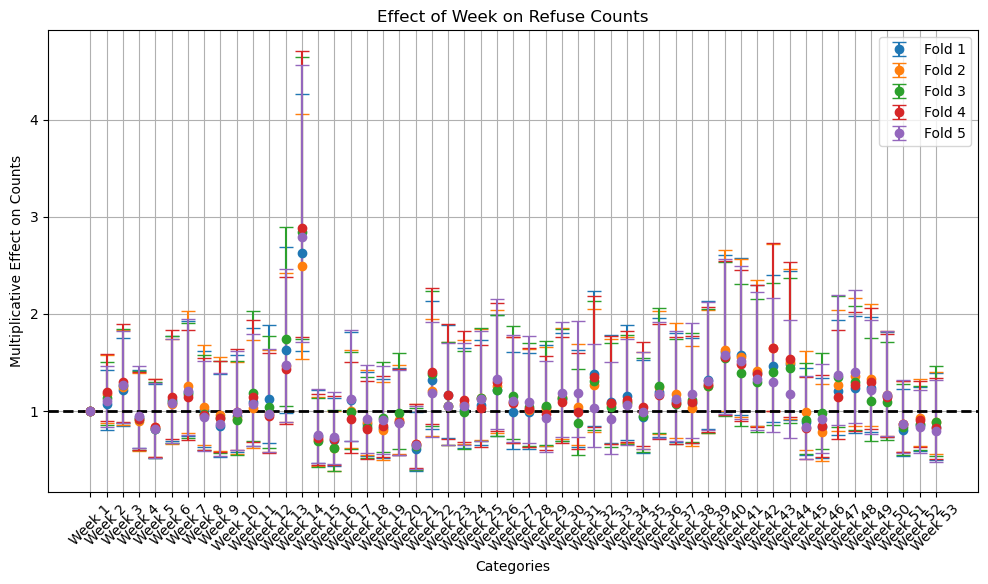 Effect of Week on Refuse Counts
Multiplicative Effect on Counts
4
3
2
1
Fold 1
Fold 2
Fold 3
Fold 4
Fold 5
Week 1
Week 2
Week 3
Week 4
Week 5
Week 6
Week 7
Week 8
Week 9
Week 10
Week 11
Week 12
Week 13
Week 14
Week 15
Week 16
Week 17
Week 18
Week 19
Week 20
Week 21
Week 22
Week 23
Week 24
Week 25
Week 26
Week 27
Week 28
Week 29
Week 30
Week 31
Week 32
Week 33
Week 34
Week 35
Week 36
Week 37
Week 38
Week 39
Week 40
Week 41
Week 42
Week 43
Week 44
Week 45
Week 46
Week 47
Week 48
Week 49
Week 50
Week 51
Week 52
Week 53
Categories